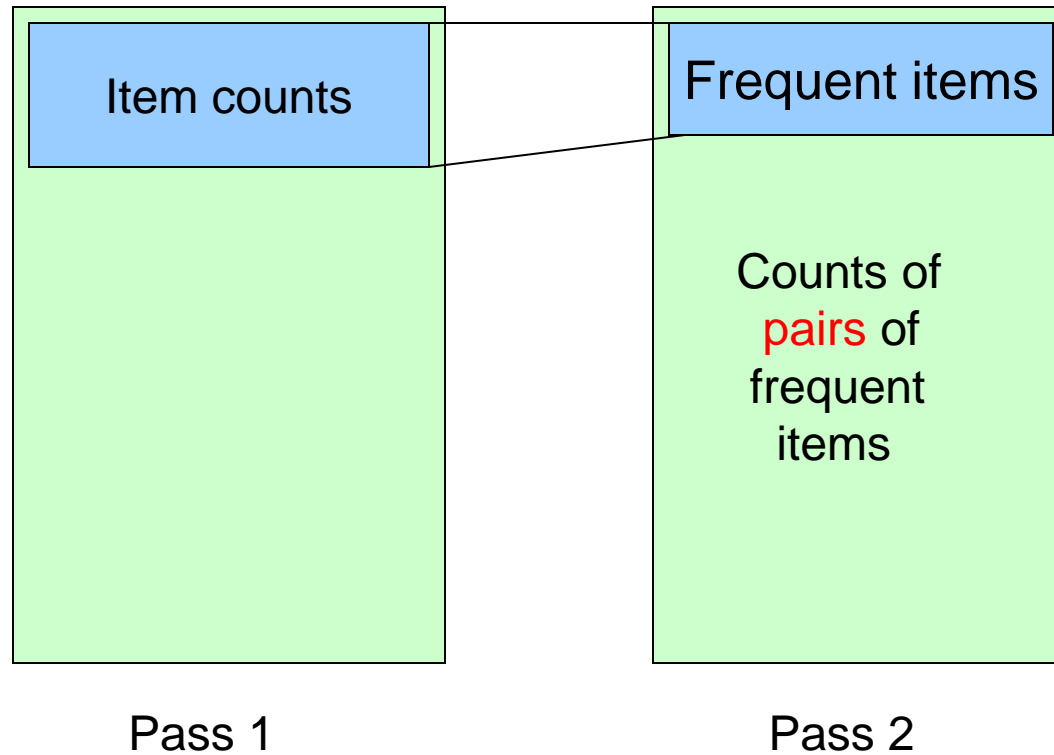 Item counts
Frequent items
Counts of
pairs of
frequent
items
Pass 1
Pass 2